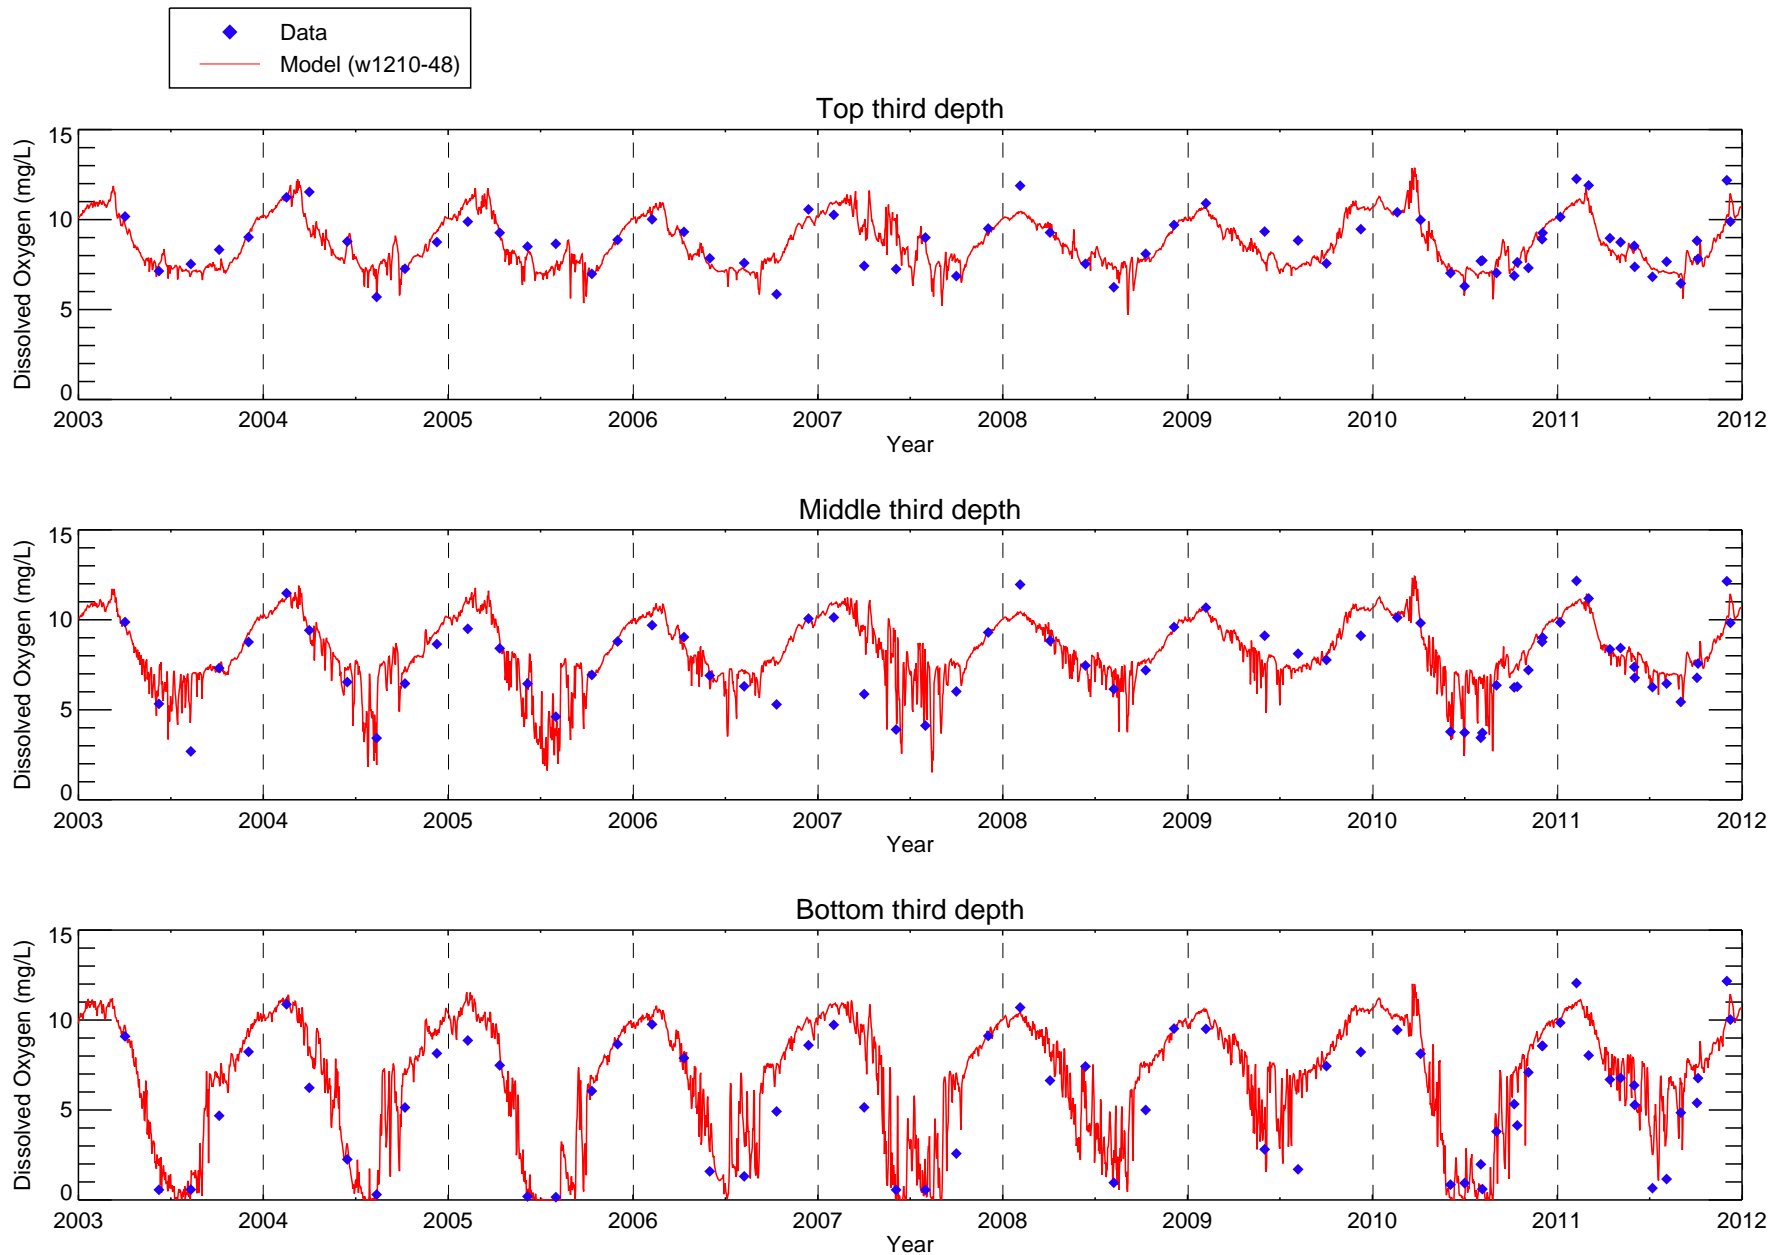 Data
Model (w1210-48)
Top third depth
Dissolved Oxygen (mg/L)
15
10
5
0
2003 2004 2005 2006 2007 2008 2009 2010 2011 2012
Year
Middle third depth
Dissolved Oxygen (mg/L)
15
10
5
0
2003 2004 2005 2006 2007 2008 2009 2010 2011 2012
Year
Bottom third depth
Dissolved Oxygen (mg/L)
15
10
5
0
2003 2004 2005 2006 2007 2008 2009 2010 2011 2012
Year